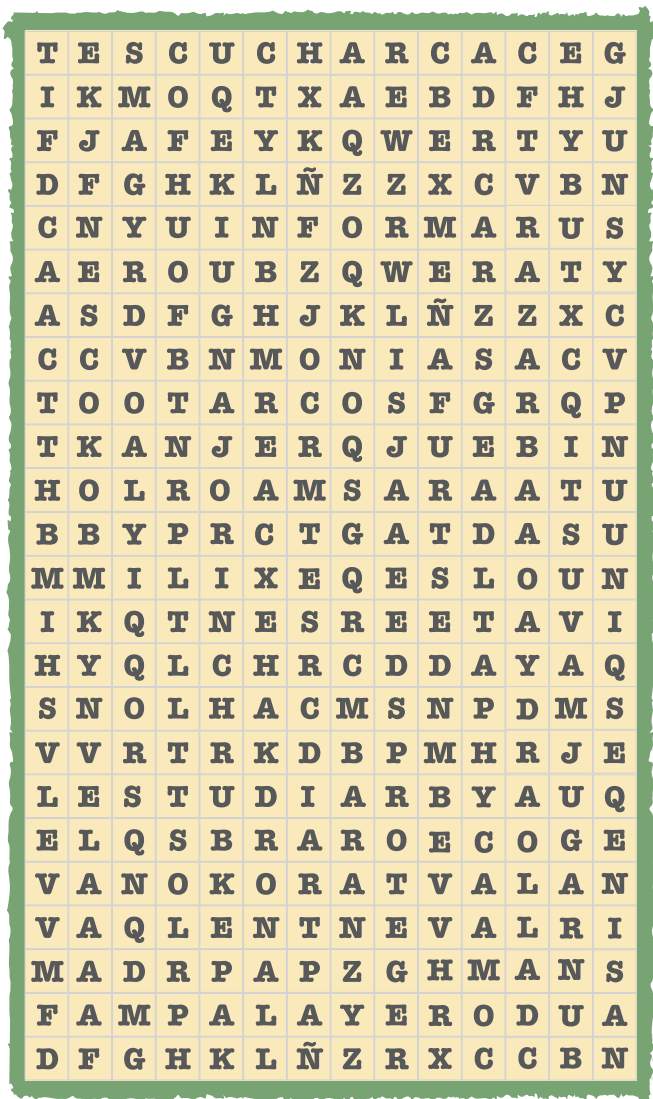 T E S C U C H A R C A C E G
I K M O Q T X A E B D F H J
F J A F E Y K Q W E R T Y U
D F G H K L Ñ Z Z X C V B N
C N Y U I N F O R M A R U S
A E R O U B Z Q W E R A T Y
A S D F G H J K L Ñ Z Z X C
C C V B N M O N I A S A C V
T O O T A R C O S F G R Q P
T K A N J E R Q J U E B I N
H O L R O A M S A R A A T U
B B Y P R C T G A T D A S U
M M I L I X E Q E S L O U N
I K Q T N E S R E E T A V I
H Y Q L C H R C D D A Y A Q
S N O L H A C M S N P D M S
V V R T R K D B P M H R J E
L E S T U D I A R B Y A U Q
E L Q S B R A R O E C O G E
V A N O K O R A T V A L A N
V A Q L E N T N E V A L R I
M A D R P A P Z G H M A N S
F A M P A L A Y E R O D U A
D F G H K L Ñ Z R X C C B N